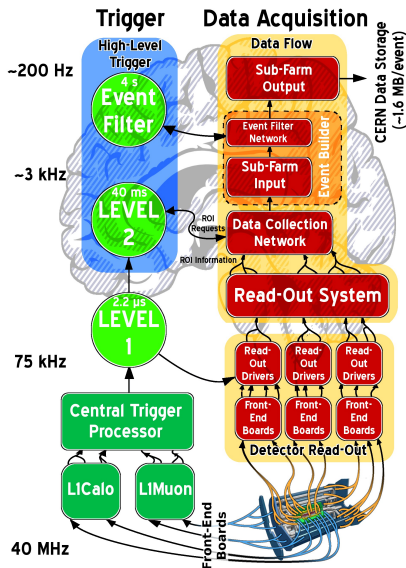 Trigger
Data Acquisition
High-Level
Trigger
Data Flow
~200 Hz
4 s
Event
Filter
Sub-Farm
Output
CERN Data Storage
(~1.6 MB/event)
Event Filter
Network
Event Builder
~3 kHz
40 ms
LEVEL
2
Sub-Farm
Input
ROI
Requests
Data Collection
Network
ROI Information
Read-Out System
2.2 μs
LEVEL
1
75 kHz
Read-
Out
Drivers
Read-
Out
Drivers
Read-
Out
Drivers
Central Trigger
Processor
Front-
End
Boards
Front-
End
Boards
Front-
End
Boards
Detector Read-Out
L1Calo
L1Muon
Front-End
Boards
40 MHz